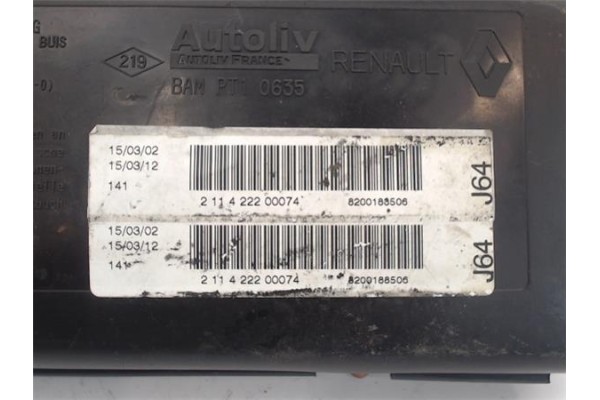 G
BUIS
219
Autoliv
AUTOLIV FRANCE
RENAULT
BAM PT1 0635
15/03/02
15/03/12
141
2 11 4 222 00074
8200188506
J64
15/03/02
15/03/12
141
2 11 4 222 00074
8200188506
J64